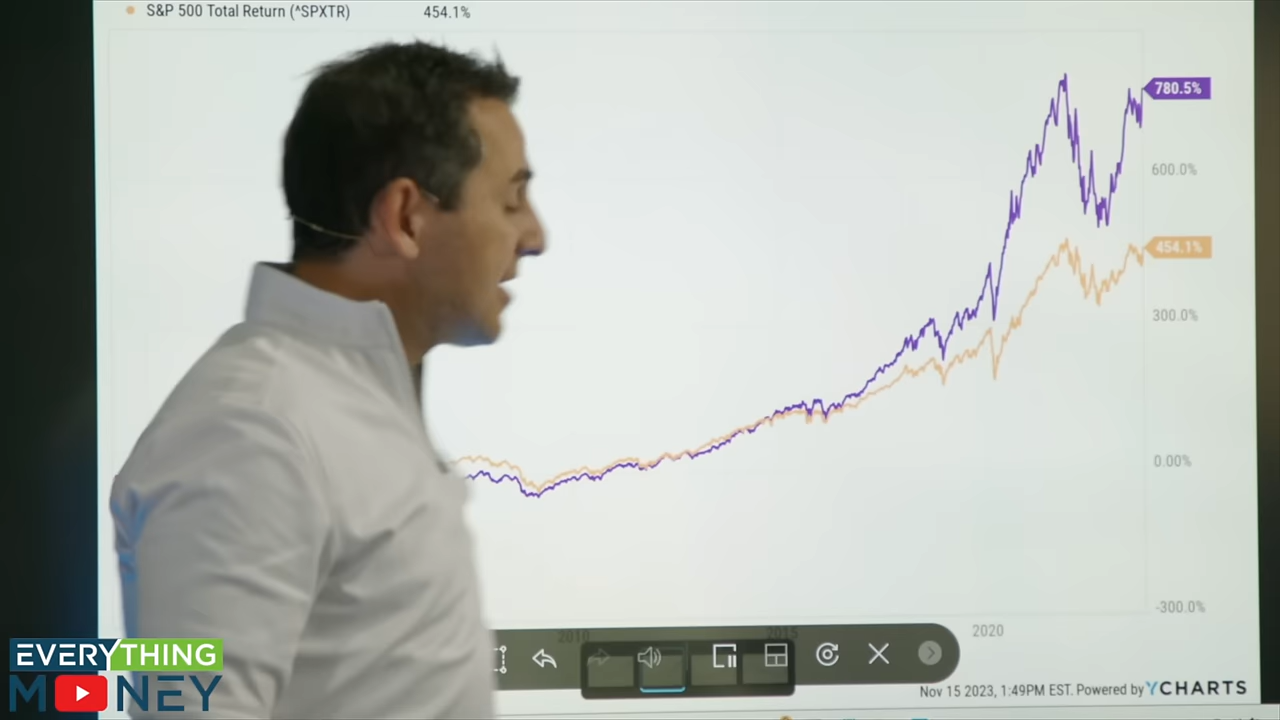 S&P 500 Total Return (^SPXTR) 454.1%
780.5%
600.0%
454.1%
300.0%
0.00%
-300.0%
2010 2015 2020
Nov 15 2023, 1:49PM EST. Powered by YCHARTS
EVERYTHING
MONEY